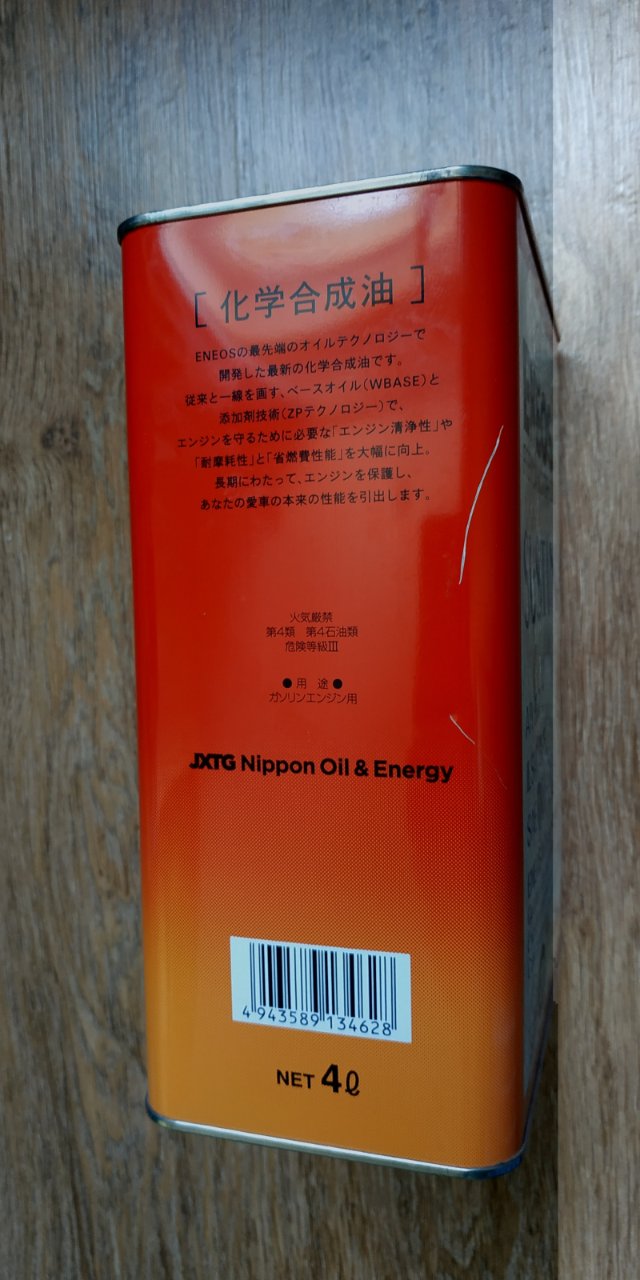 [ 化学合成油 ]
ENEOSの最先端のオイルテクノロジーで
開発した最新の化学合成油です。
従来と一線を画す、ベースオイル(WBASE)と
添加剤技術(ZPテクノロジー)で、
エンジンを守るために必要な「エンジン清浄性」や
「耐摩耗性」と「省燃費性能」を大幅に向上。
長期にわたって、エンジンを保護し、
あなたの愛車の本来の性能を引出します。
火気厳禁
第4類 第4石油類
危険等級III
●用 途●
ガソリンエンジン用
JXTG Nippon Oil & Energy
4 943589 134628
NET 4ℓ